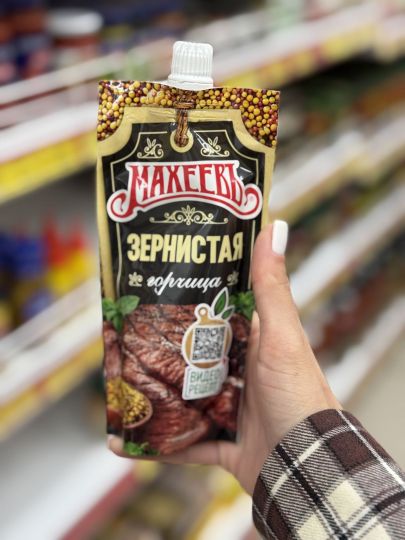 МАХЕЕВЪ
ЗЕРНИСТАЯ
горчица
ВИДЕО
РЕЦЕПТ